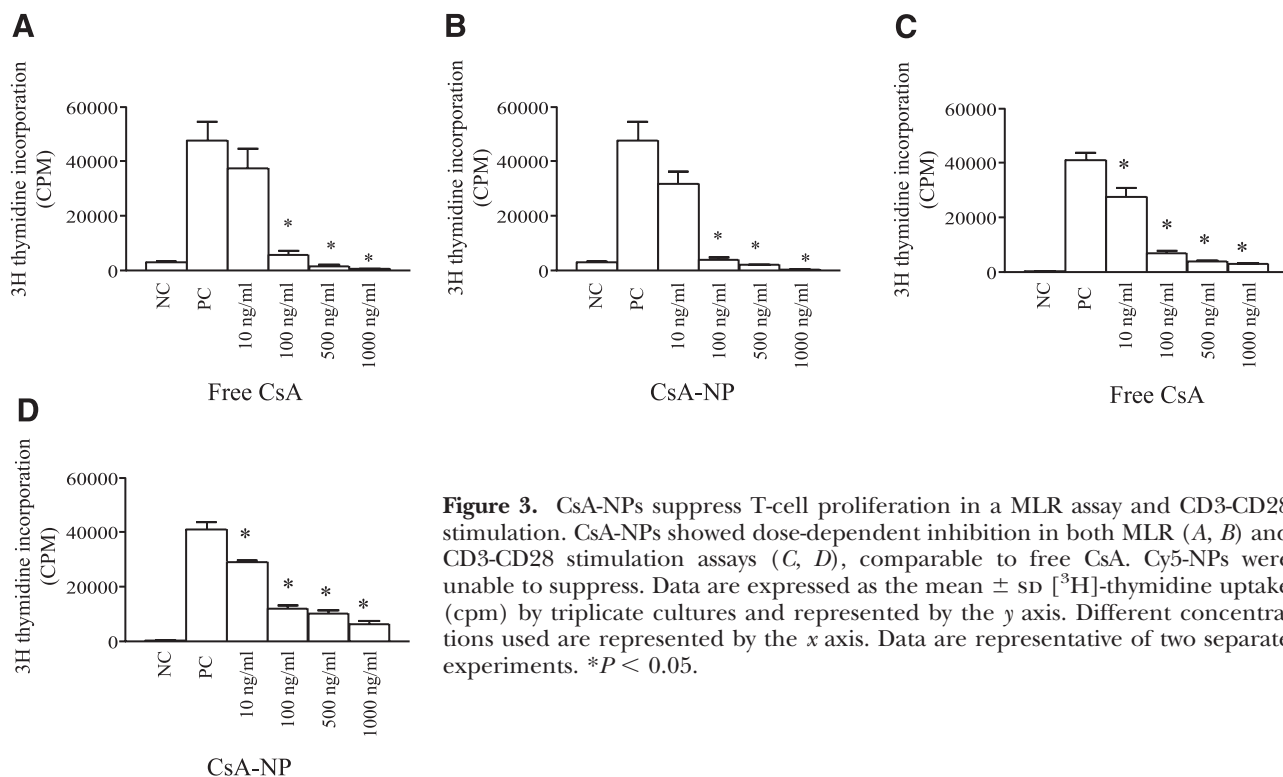 A
3H thymidine incorporation
(CPM)
60000
40000
20000
0
NC
PC
10 ng/ml
100 ng/ml
500 ng/ml
1000 ng/ml
*
*
*
Free CsA
B
3H thymidine incorporation
(CPM)
60000
40000
20000
0
NC
PC
10 ng/ml
100 ng/ml
500 ng/ml
1000 ng/ml
*
*
*
CsA-NP
C
3H thymidine incorporation
(CPM)
60000
40000
20000
0
NC
PC
10 ng/ml
100 ng/ml
500 ng/ml
1000 ng/ml
*
*
*
*
Free CsA
D
3H thymidine incorporation
(CPM)
60000
40000
20000
0
NC
PC
10 ng/ml
100 ng/ml
500 ng/ml
1000 ng/ml
*
*
*
*
CsA-NP
Figure 3. CsA-NPs suppress T-cell proliferation in a MLR assay and CD3-CD28
stimulation. CsA-NPs showed dose-dependent inhibition in both MLR (A, B) and
CD3-CD28 stimulation assays (C, D), comparable to free CsA. Cy5-NPs were
unable to suppress. Data are expressed as the mean ± SD [³H]-thymidine uptake
(cpm) by triplicate cultures and represented by the y axis. Different concentra-
tions used are represented by the x axis. Data are representative of two separate
experiments. *P < 0.05.